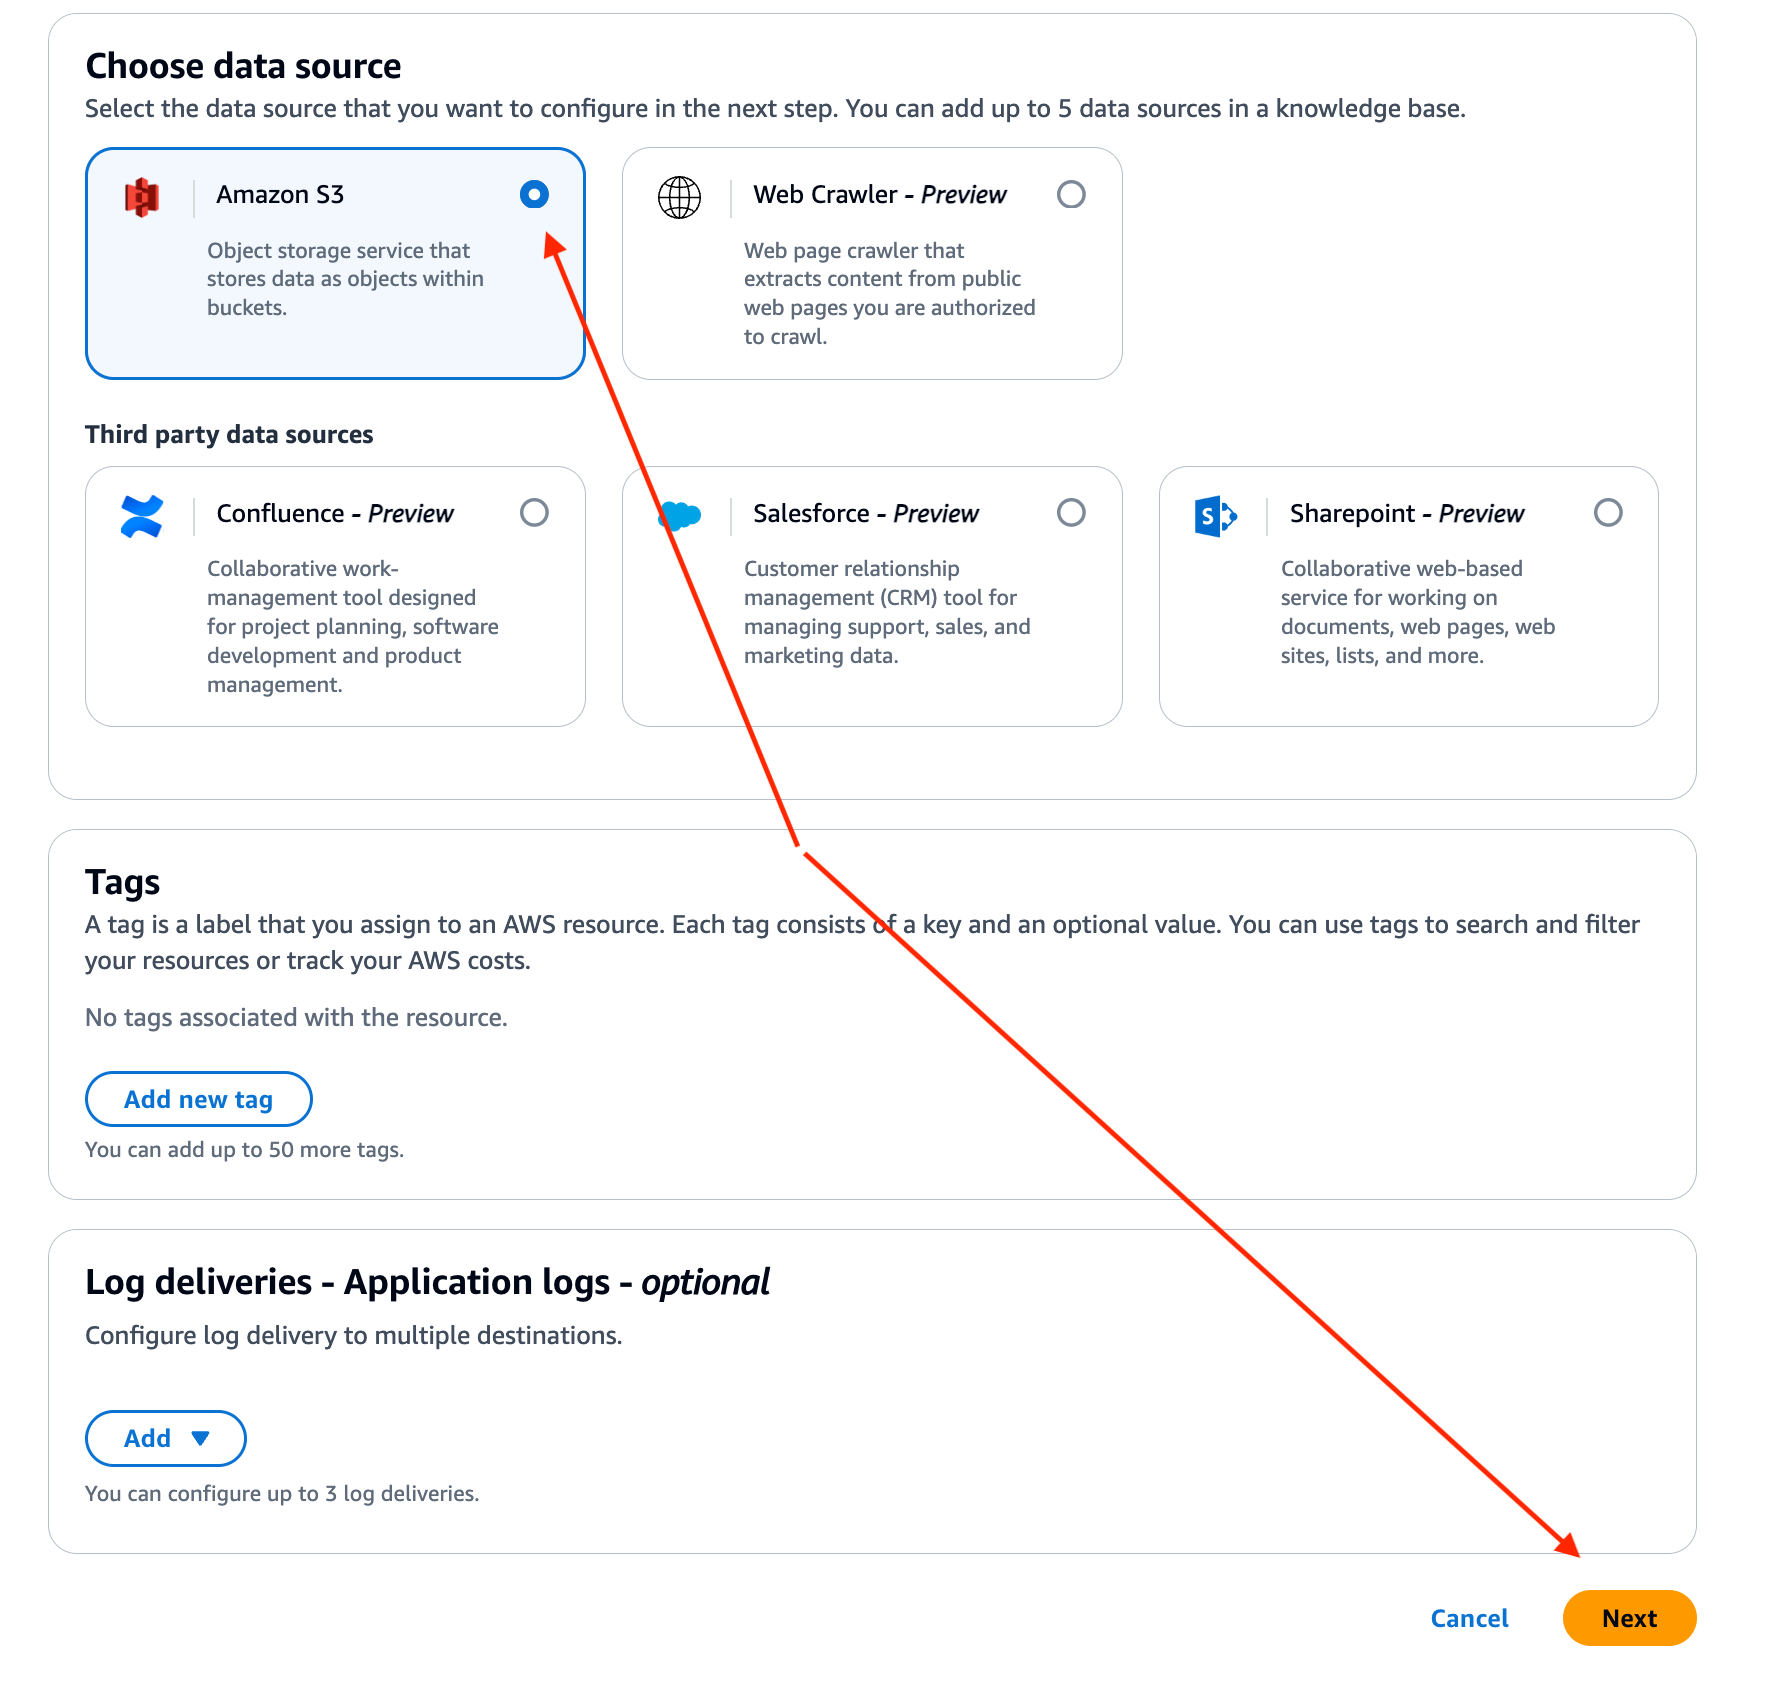 Choose data source
Select the data source that you want to configure in the next step. You can add up to 5 data sources in a knowledge base.
Amazon S3
Object storage service that
stores data as objects within
buckets.
Web Crawler - Preview
Web page crawler that
extracts content from public
web pages you are authorized
to crawl.
Third party data sources
Confluence - Preview
Collaborative work-
management tool designed
for project planning, software
development and product
management.
Salesforce - Preview
Customer relationship
management (CRM) tool for
managing support, sales, and
marketing data.
S
Sharepoint - Preview
Collaborative web-based
service for working on
documents, web pages, web
sites, lists, and more.
Tags
A tag is a label that you assign to an AWS resource. Each tag consists of a key and an optional value. You can use tags to search and filter
your resources or track your AWS costs.
No tags associated with the resource.
Add new tag
You can add up to 50 more tags.
Log deliveries - Application logs - optional
Configure log delivery to multiple destinations.
Add
You can configure up to 3 log deliveries.
Cancel
Next